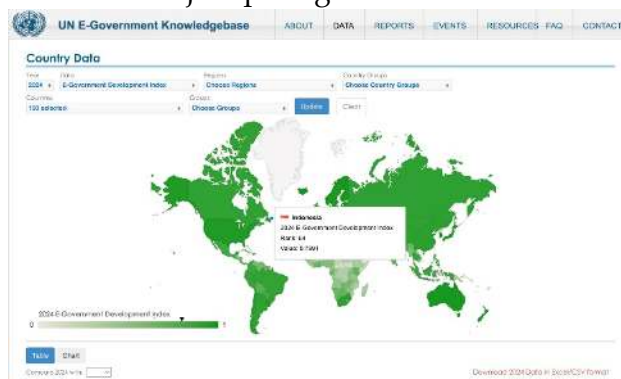 UN E-Government Knowledgebase ABOUT DATA REPORTS EVENTS RESOURCES FAQ CONTACT
Country Data
Year Data Regions Country Groups
2024 E-Government Development Index Choose Regions Choose Country Groups
Countries Groups
193 selected Choose Groups Update Clear
Indonesia
2024 E-Government Development Index
Rank: 64
Value:
2024 E-Government Development Index
0 1
Table Chart
Compare 2024 with:
Download 2024 Data in Excel/CSV format